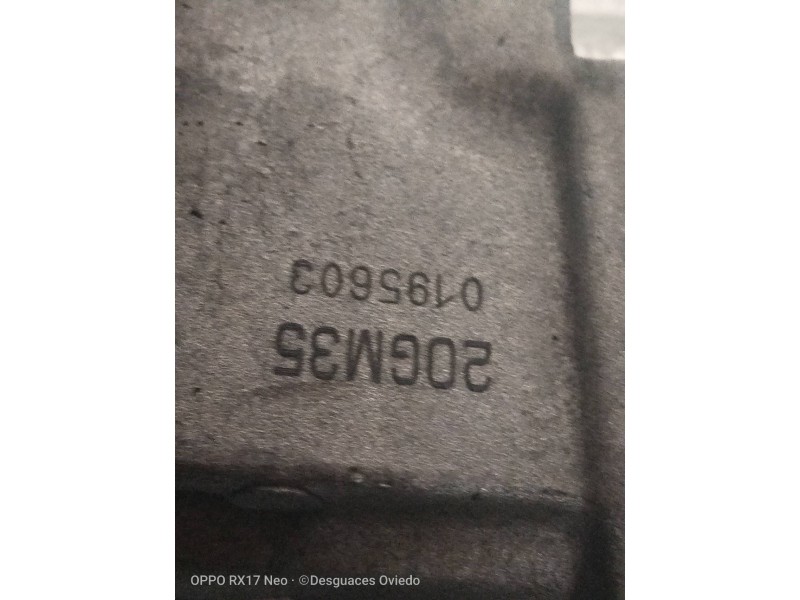 20GM35
0195603
OPPO RX17 Neo · ©Desguaces Oviedo